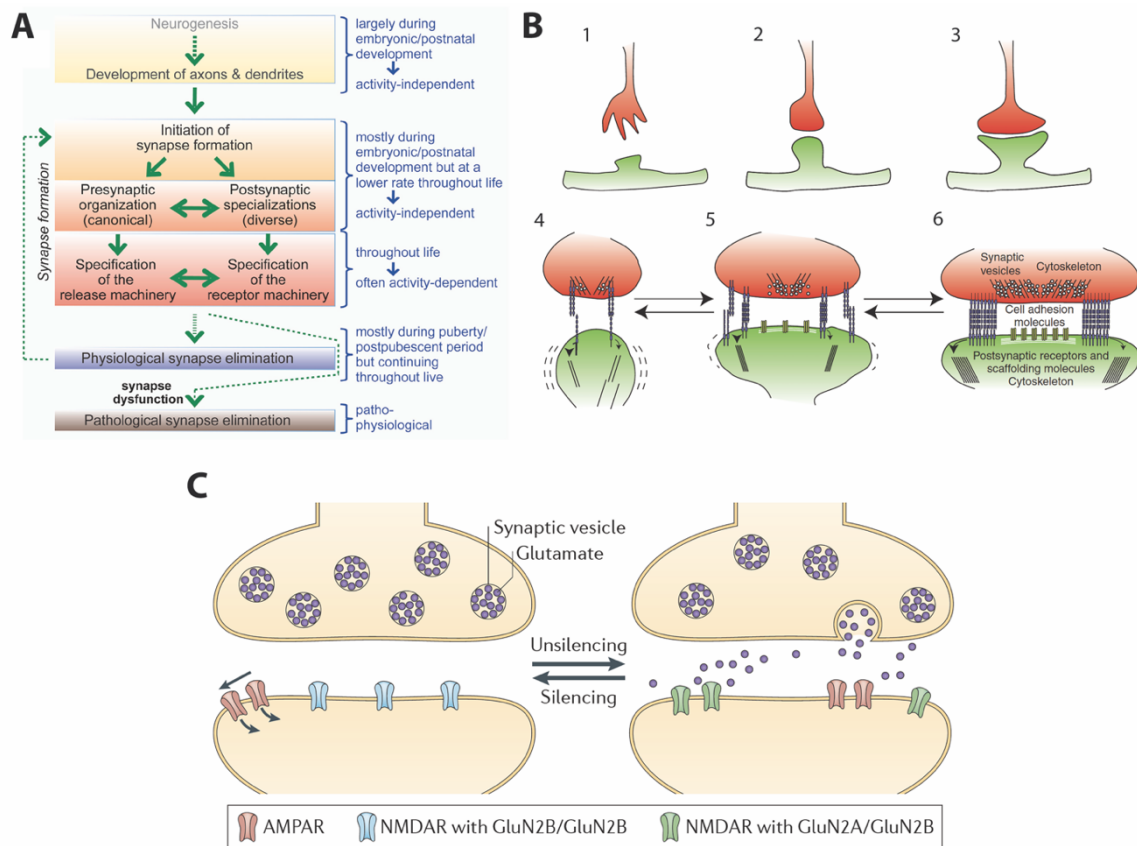 A
Neurogenesis
Development of axons & dendrites
largely during
embryonic/postnatal
development
activity-independent
Synapse formation
Initiation of
synapse formation
Presynaptic
organization
(canonical)
Postsynaptic
specializations
(diverse)
mostly during
embryonic/postnatal
development but at a
lower rate throughout life
activity-independent
Specification
of the
release machinery
Specification
of the
receptor machinery
throughout life
often activity-dependent
Physiological synapse elimination
mostly during puberty/
postpubescent period
but continuing
throughout live
synapse
dysfunction
Pathological synapse elimination
patho-
physiological
B
1
2
3
4
5
6
Synaptic
vesicles
Cytoskeleton
Cell adhesion
molecules
Postsynaptic receptors and
scaffolding molecules
Cytoskeleton
C
Synaptic vesicle
Glutamate
Unsilencing
Silencing
AMPAR
NMDAR with GluN2B/GluN2B
NMDAR with GluN2A/GluN2B